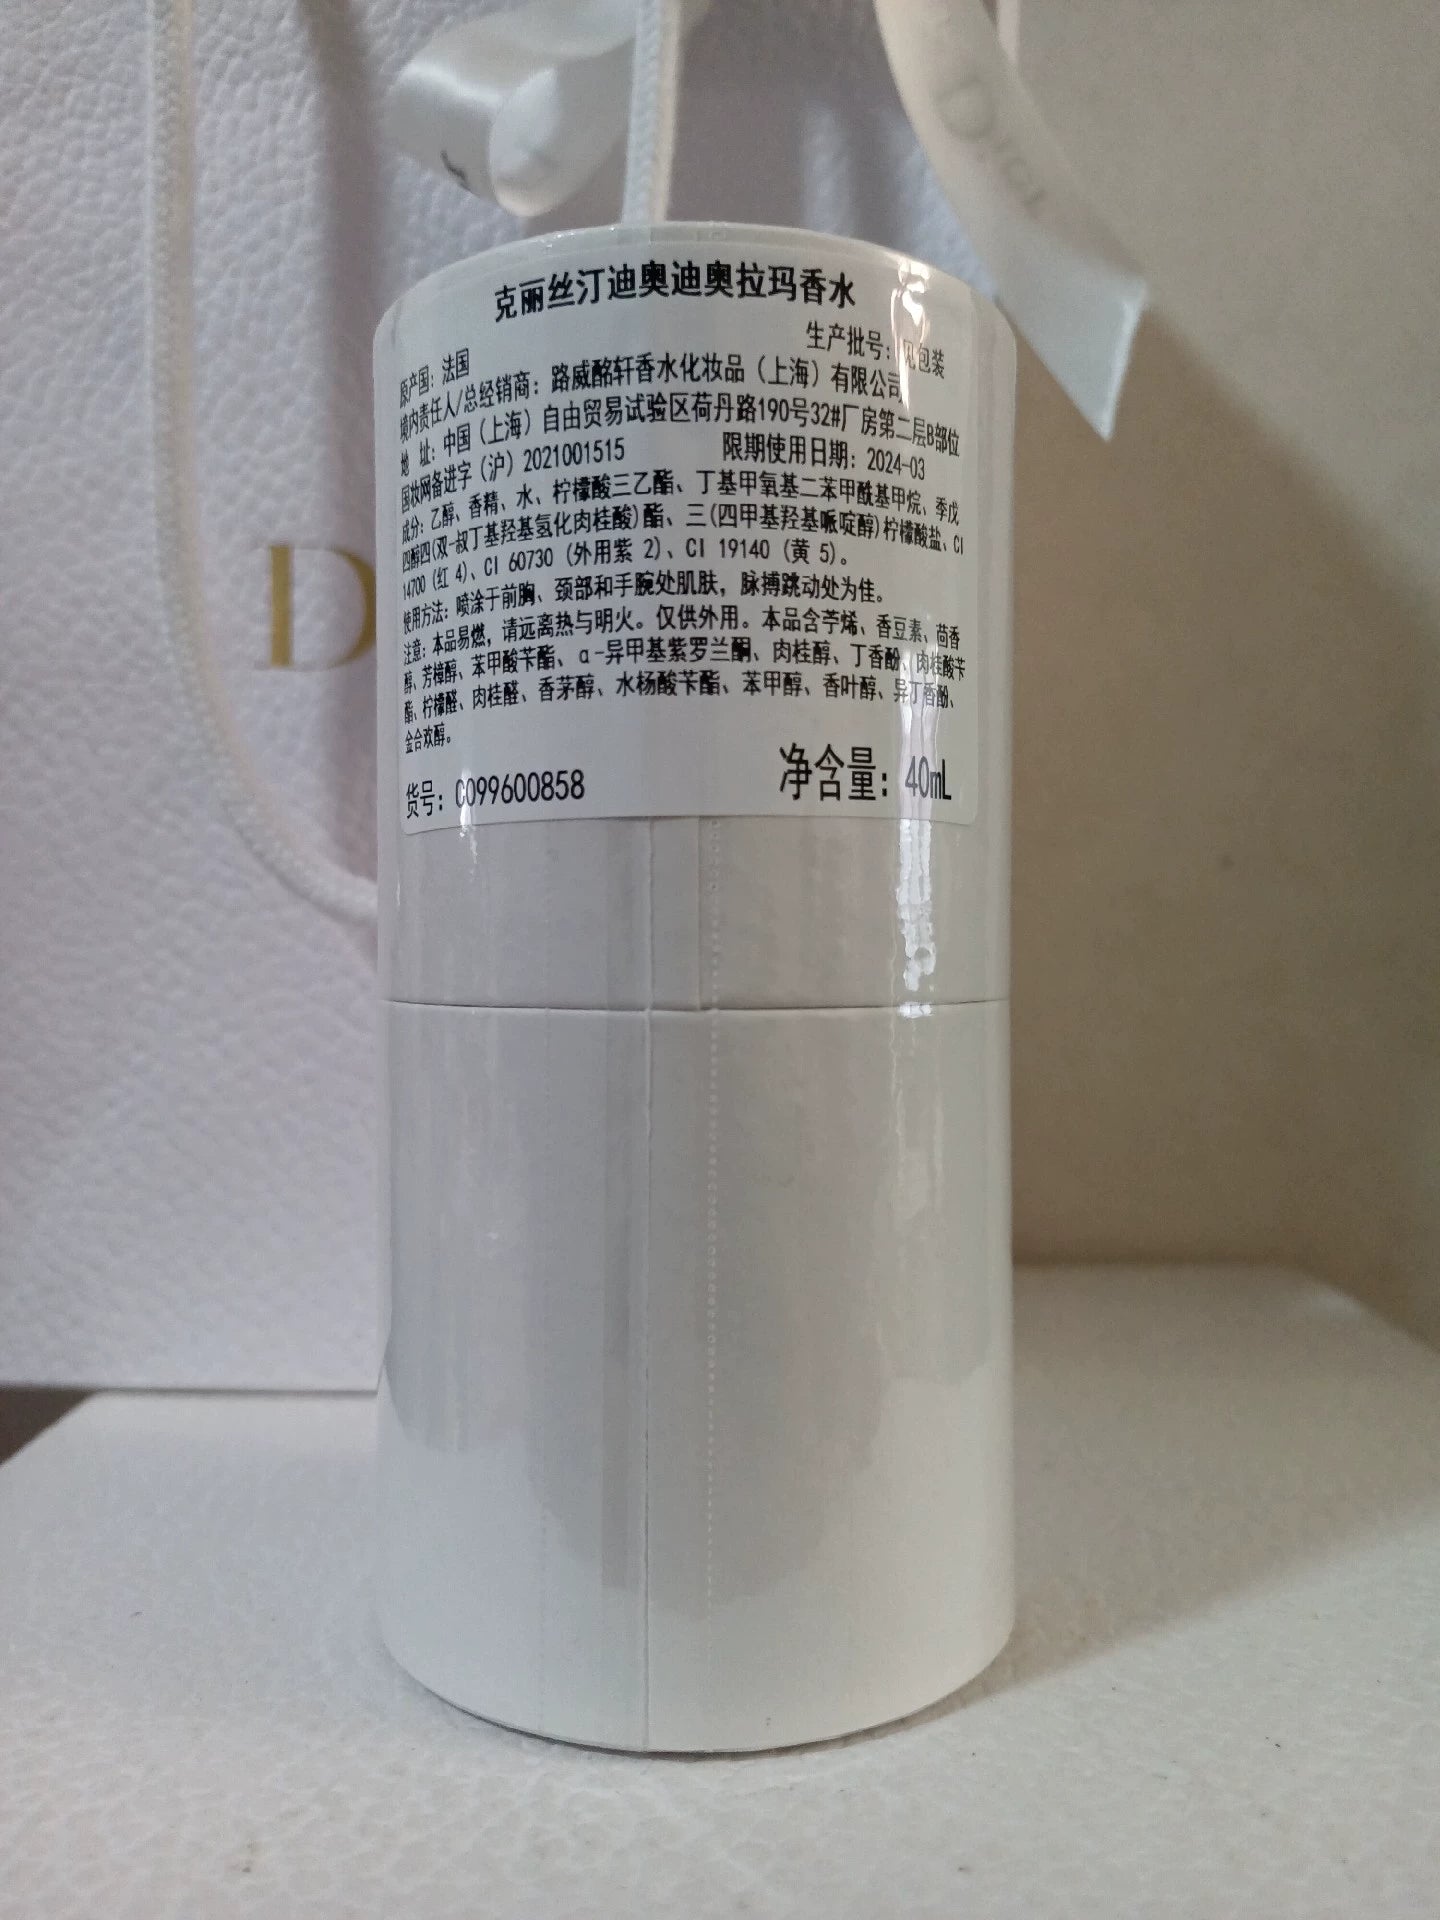 Dior
D
克丽丝汀迪奥迪奥拉玛香水
生产批号：见包装
原产国：法国
境内责任人/总经销商：路威酩轩香水化妆品（上海）有限公司
地 址：中国（上海）自由贸易试验区荷丹路190号32#厂房第二层B部位
国妆网备进字（沪）2021001515 限期使用日期：2024-03
成分：乙醇、香精、水、柠檬酸三乙酯、丁基甲氧基二苯甲酰基甲烷、季戊
四醇四(双-叔丁基羟基氢化肉桂酸)酯、三(四甲基羟基哌啶醇)柠檬酸盐、CI
14700 (红 4)、CI 60730 (外用紫 2)、CI 19140 (黄 5)。
使用方法：喷涂于前胸、颈部和手腕处肌肤，脉搏跳动处为佳。
注意：本品易燃，请远离热与明火。仅供外用。本品含苧烯、香豆素、茴香
醇、芳樟醇、苯甲酸苄酯、α-异甲基紫罗兰酮、肉桂醇、丁香酚、肉桂酸苄
酯、柠檬醛、肉桂醛、香茅醇、水杨酸苄酯、苯甲醇、香叶醇、异丁香酚、
金合欢醇。
货号：C099600858 净含量：40mL